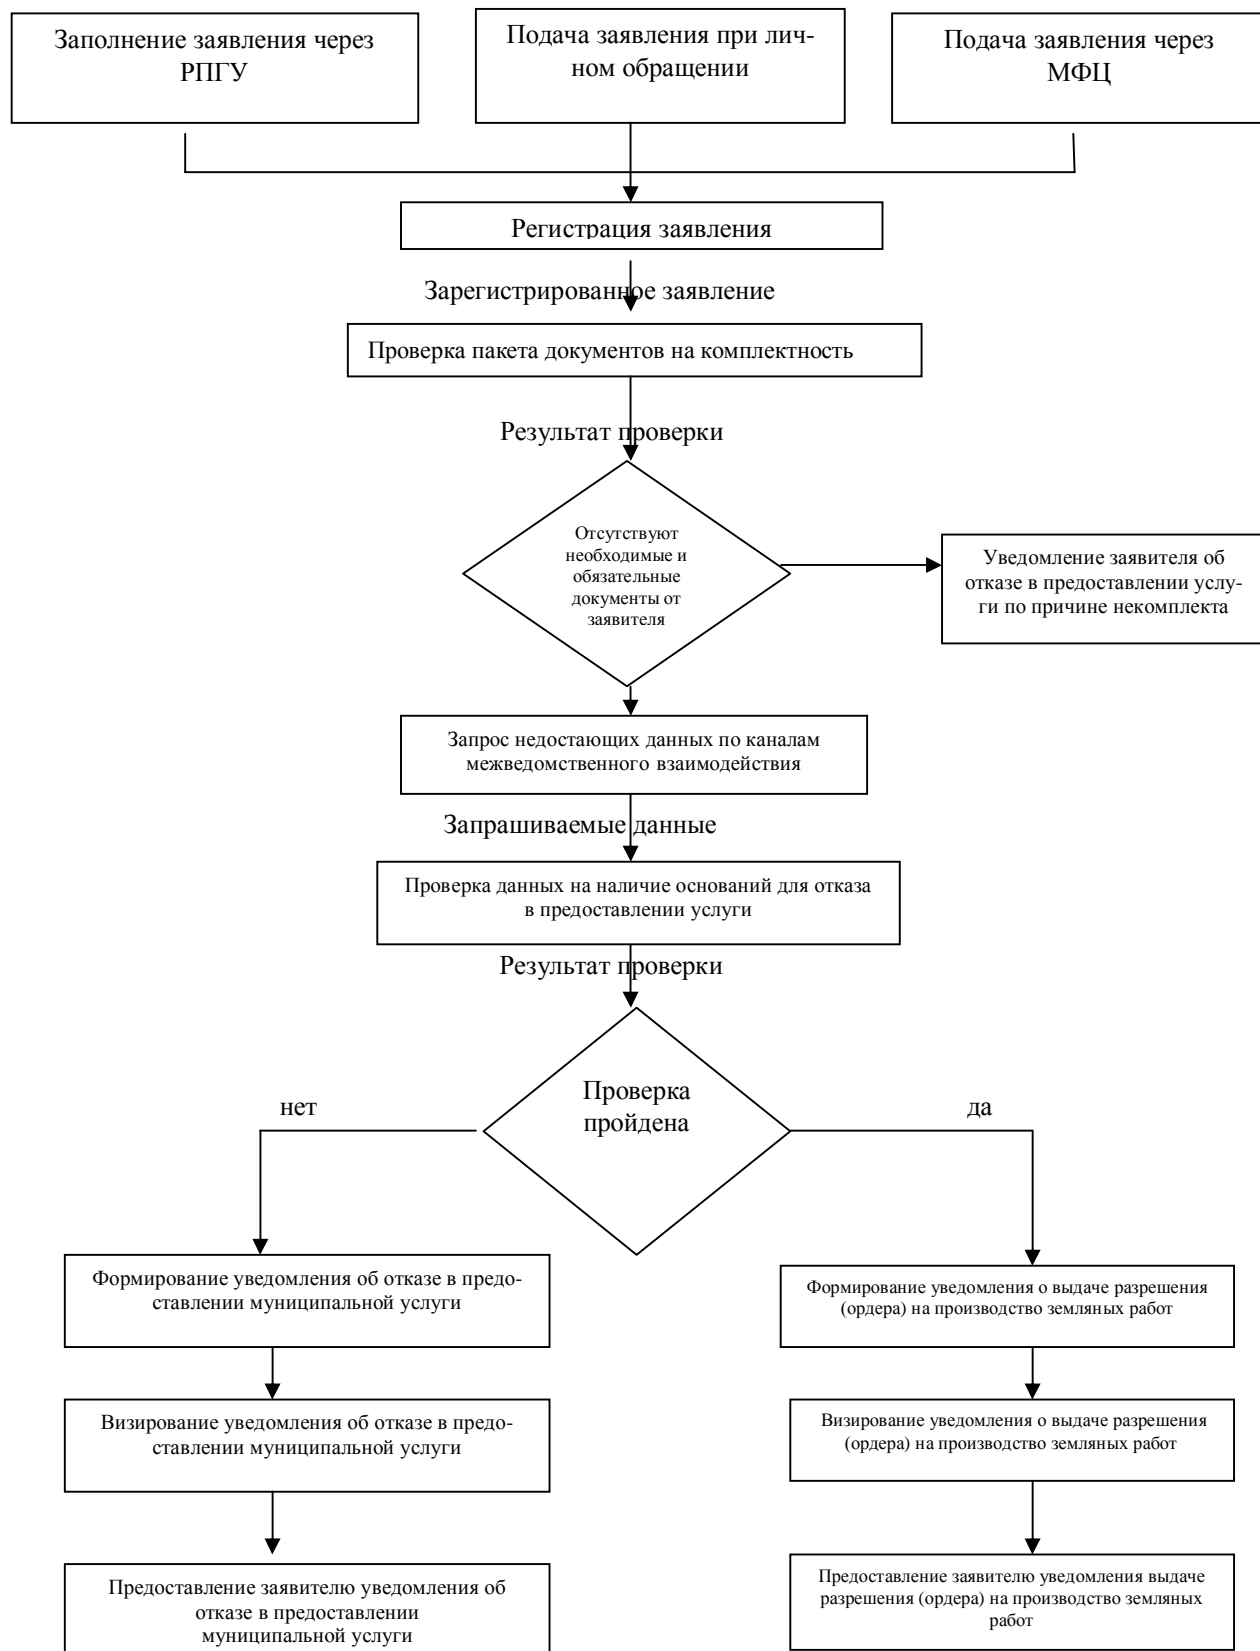 Заполнение заявления через
РПГУ
Подача заявления при лич-
ном обращении
Подача заявления через
МФЦ
Регистрация заявления
Зарегистрированное заявление
Проверка пакета документов на комплектность
Результат проверки
Отсутствуют
необходимые и
обязательные
документы от
заявителя
Уведомление заявителя об
отказе в предоставлении услу-
ги по причине некомплекта
Запрос недостающих данных по каналам
межведомственного взаимодействия
Запрашиваемые данные
Проверка данных на наличие оснований для отказа
в предоставлении услуги
Результат проверки
Проверка
пройдена
нет
да
Формирование уведомления об отказе в предо-
ставлении муниципальной услуги
Формирование уведомления о выдаче разрешения
(ордера) на производство земляных работ
Визирование уведомления об отказе в предо-
ставлении муниципальной услуги
Визирование уведомления о выдаче разрешения
(ордера) на производство земляных работ
Предоставление заявителю уведомления об
отказе в предоставлении
муниципальной услуги
Предоставление заявителю уведомления выдаче
разрешения (ордера) на производство земляных
работ